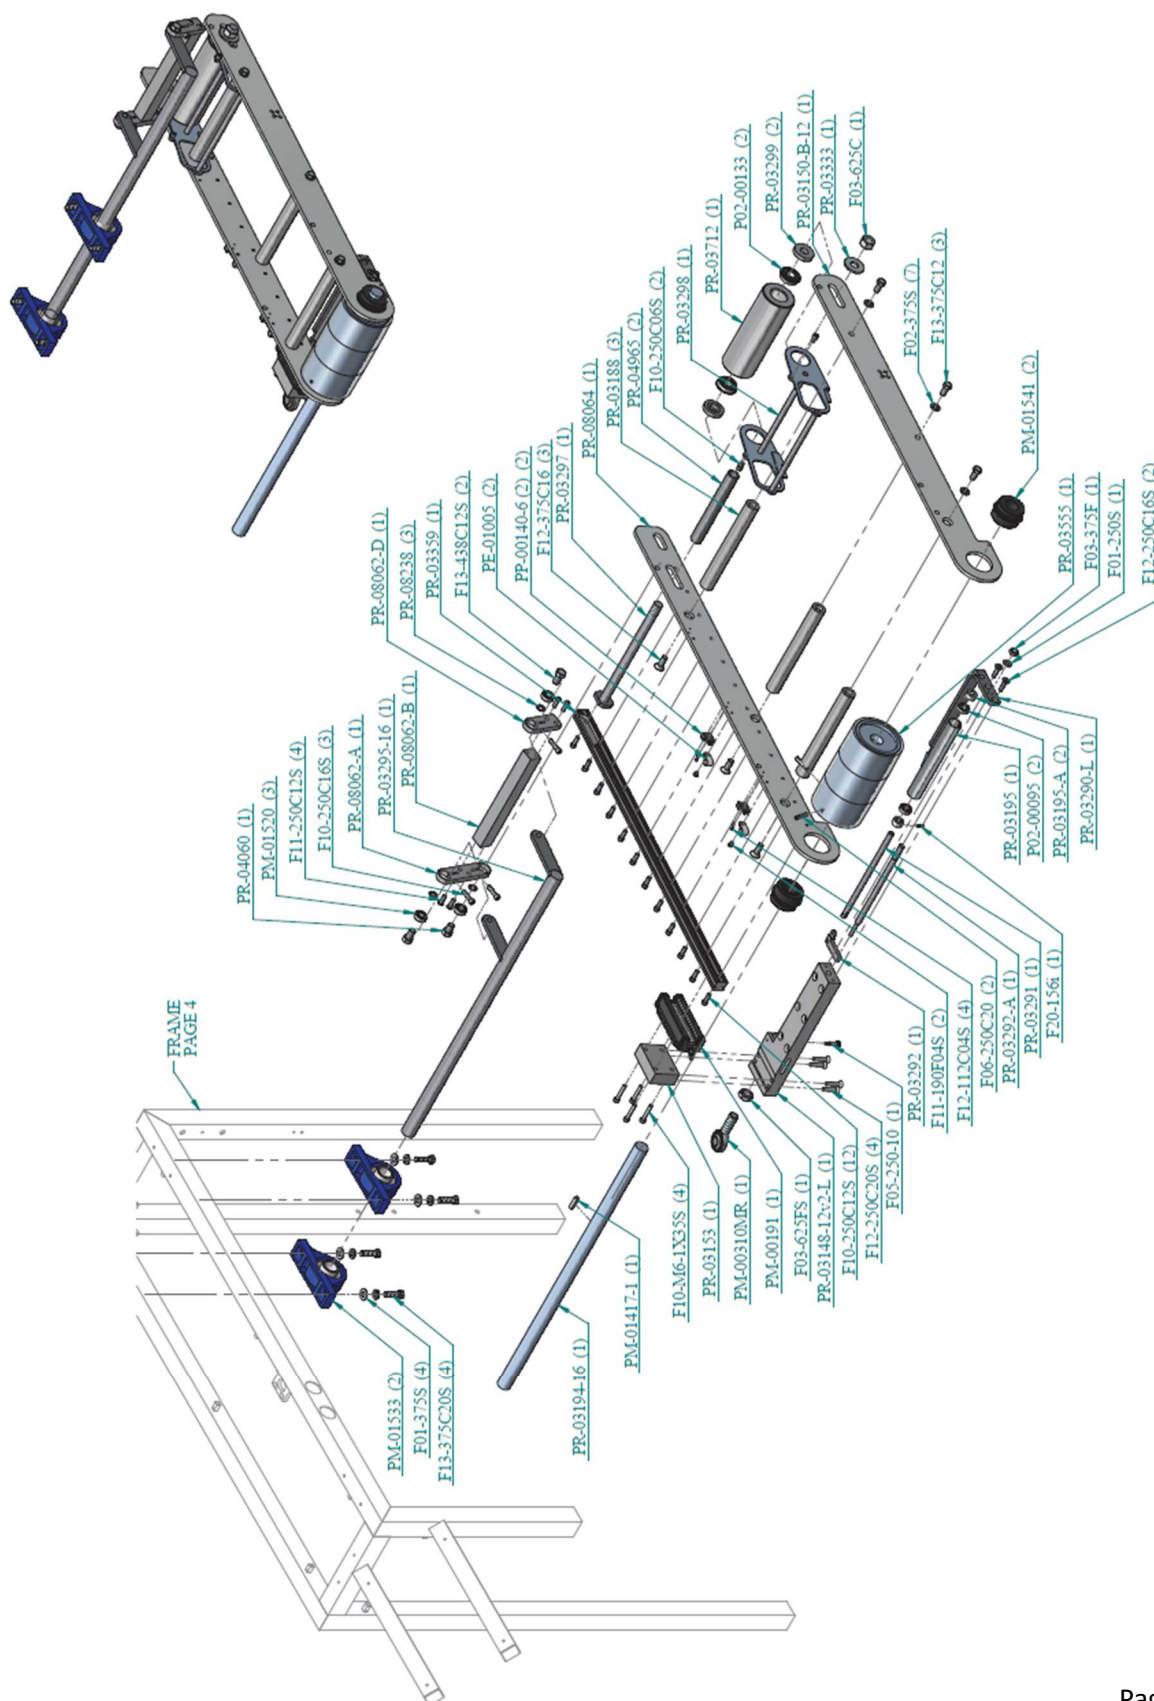 PR-04060 (1)
PM-01520 (3)
F11-250C12S (4)
F10-250C16S (3)
PR-08062-A (1)
PR-03295-16 (1)
PR-08062-B (1)
PR-08062-D (1)
PR-08238 (3)
PR-03359 (1)
F13-438C12S (2)
PE-01005 (2)
PP-00140-6 (2) (2)
F12-375C16 (3)
PR-03297 (1)
PR-08064 (1)
PR-03188 (3)
PR-04965 (2)
F10-250C06S (2)
PR-03298 (1)
PR-03712 (1)
P02-00133 (2)
PR-03299 (2)
PR-03150-B-12 (1)
PR-03333 (1)
F03-625C (1)
F02-375S (7)
F13-375C12 (3)
PM-01541 (2)
PR-03555 (1)
F03-375F (1)
F01-250S (1)
F12-250C16S (2)
FRAME
PAGE 4
PM-01533 (2)
F01-375S (4)
F13-375C20S (4)
PR-03194-16 (1)
PM-01417-1 (1)
F10-M6-1X35S (4)
PR-03153 (1)
PM-00310MR (1)
PM-00191 (1)
F03-625FS (1)
PR-03148-12v2-L (1)
F10-250C12S (12)
F12-250C20S (4)
F05-250-10 (1)
PR-03292 (1)
F11-190F04S (2)
F12-112C04S (4)
F06-250C20 (2)
PR-03292-A (1)
PR-03291 (1)
F20-156i (1)
PR-03195 (1)
P02-00095 (2)
PR-03195-A (2)
PR-03290-L (1)